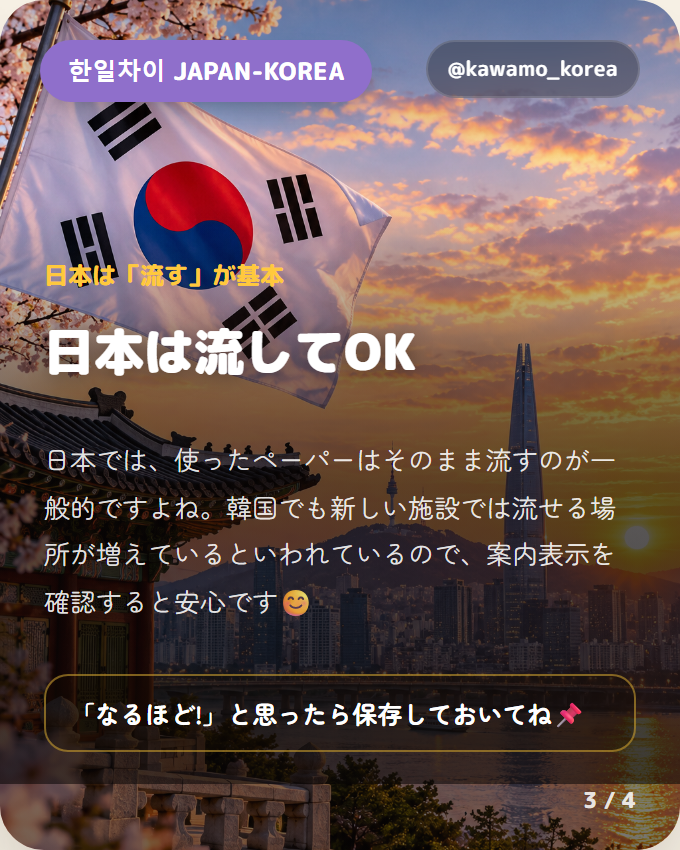 한일차이 JAPAN-KOREA
@kawamo_korea
日本は「流す」が基本
日本は流してOK
日本では、使ったペーパーはそのまま流すのが一
般的ですよね。韓国でも新しい施設では流せる場
所が増えているといわれているので、案内表示を
確認すると安心です😊
「なるほど!」と思ったら保存しておいてね📌
3 / 4